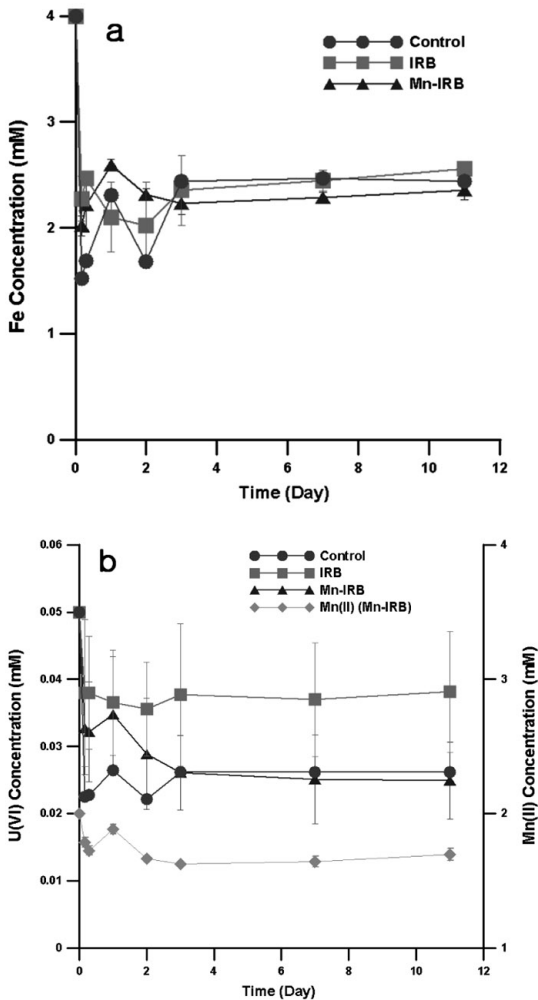 a
Control
IRB
Mn-IRB
Fe Concentration (mM)
4
3
2
1
0
0 2 4 6 8 10 12
Time (Day)
b
Control
IRB
Mn-IRB
Mn(II) (Mn-IRB)
U(VI) Concentration (mM)
0.06
0.05
0.04
0.03
0.02
0.01
0
Mn(II) Concentration (mM)
4
3
2
1
0 2 4 6 8 10 12
Time (Day)